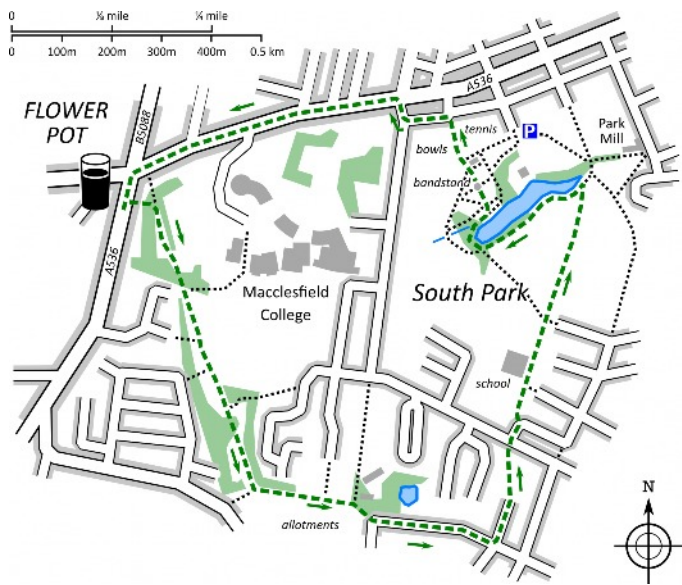 0 ⅛ mile ¼ mile
0 100m 200m 300m 400m 0.5 km
A536
FLOWER
POT
B5088
tennis
P
Park
Mill
bowls
bandstand
A536
South Park
Macclesfield
College
school
allotments
N